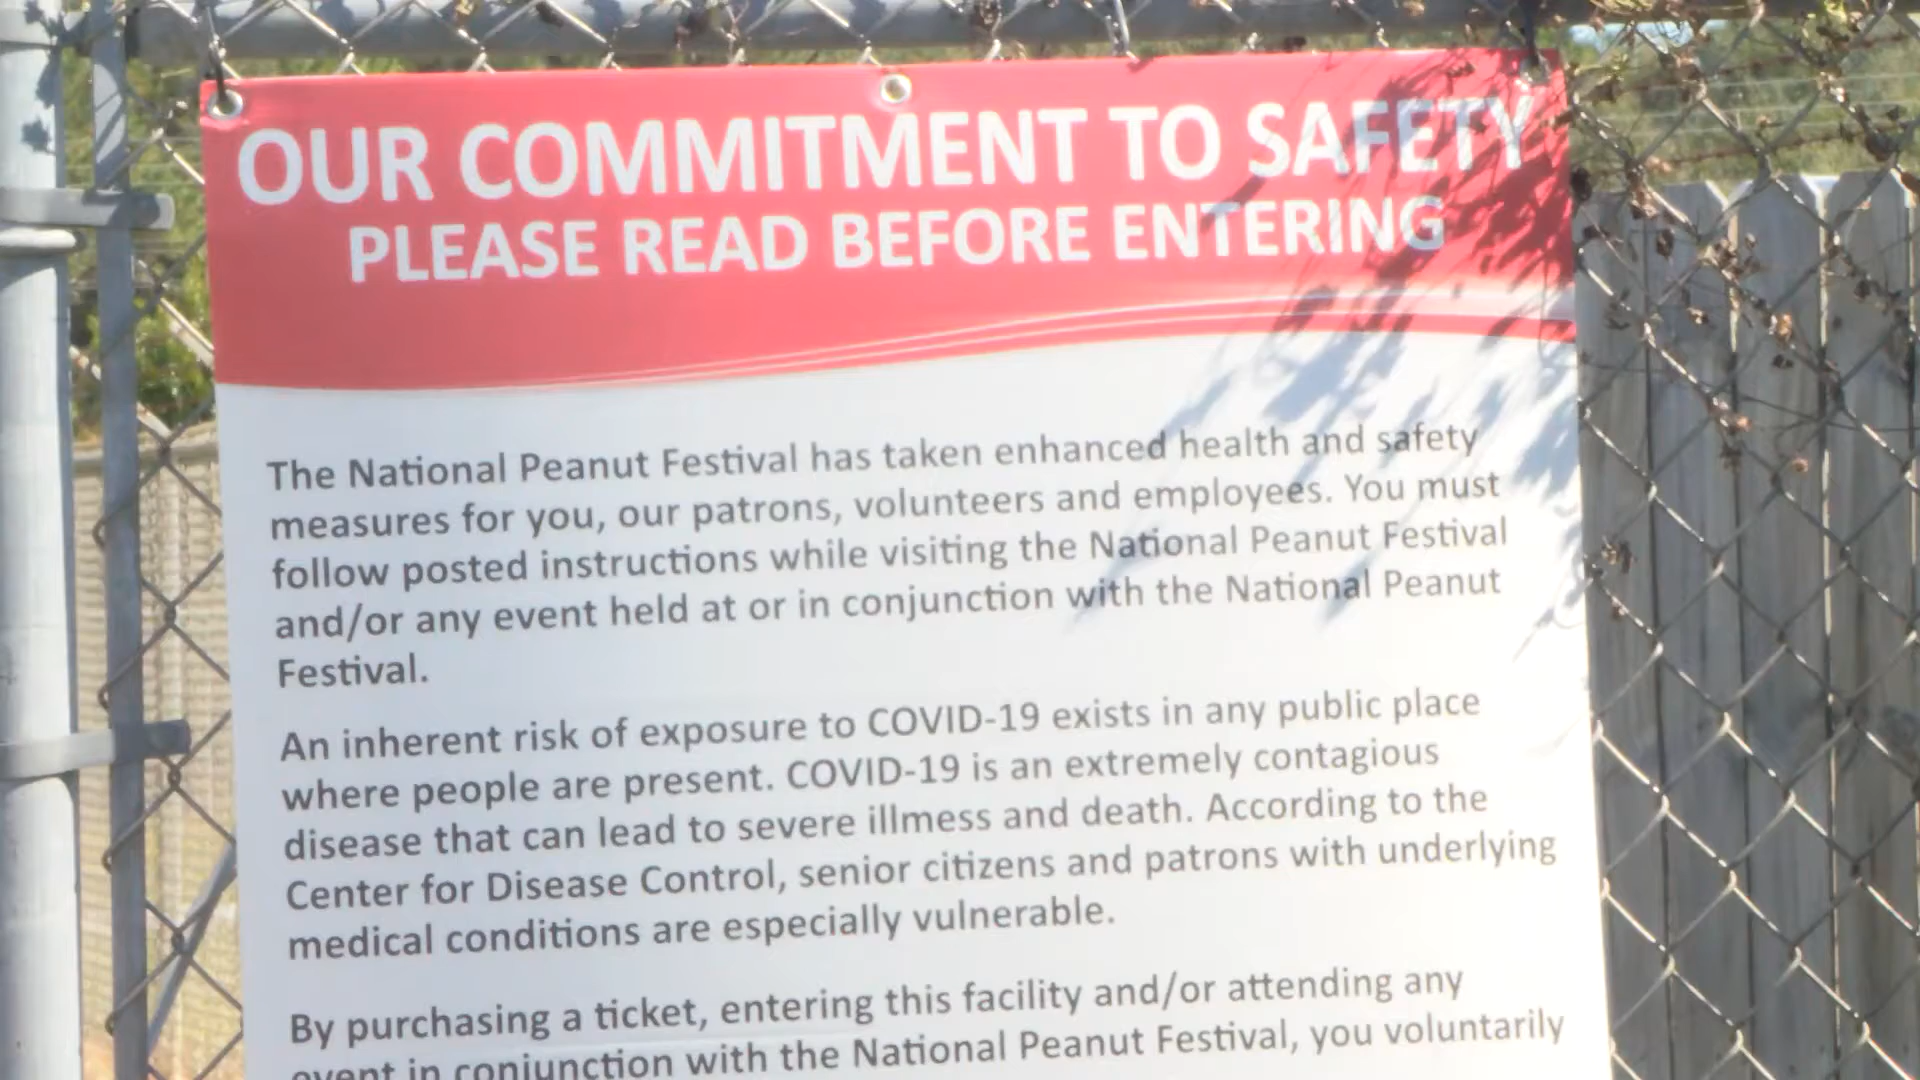 OUR COMMITMENT TO SAFETY
PLEASE READ BEFORE ENTERING
The National Peanut Festival has taken enhanced health and safety
measures for you, our patrons, volunteers and employees. You must
follow posted instructions while visiting the National Peanut Festival
and/or any event held at or in conjunction with the National Peanut
Festival.
An inherent risk of exposure to COVID-19 exists in any public place
where people are present. COVID-19 is an extremely contagious
disease that can lead to severe illmess and death. According to the
Center for Disease Control, senior citizens and patrons with underlying
medical conditions are especially vulnerable.
By purchasing a ticket, entering this facility and/or attending any
event in conjunction with the National Peanut Festival, you voluntarily